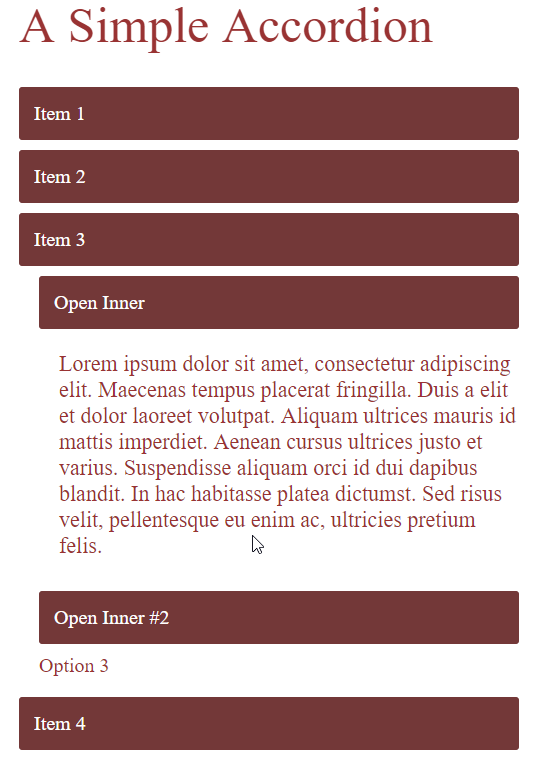 A Simple Accordion
Item 1
Item 2
Item 3
Open Inner
Lorem ipsum dolor sit amet, consectetur adipiscing
elit. Maecenas tempus placerat fringilla. Duis a elit
et dolor laoreet volutpat. Aliquam ultrices mauris id
mattis imperdiet. Aenean cursus ultrices justo et
varius. Suspendisse aliquam orci id dui dapibus
blandit. In hac habitasse platea dictumst. Sed risus
velit, pellentesque eu enim ac, ultricies pretium
felis.
Open Inner #2
Option 3
Item 4